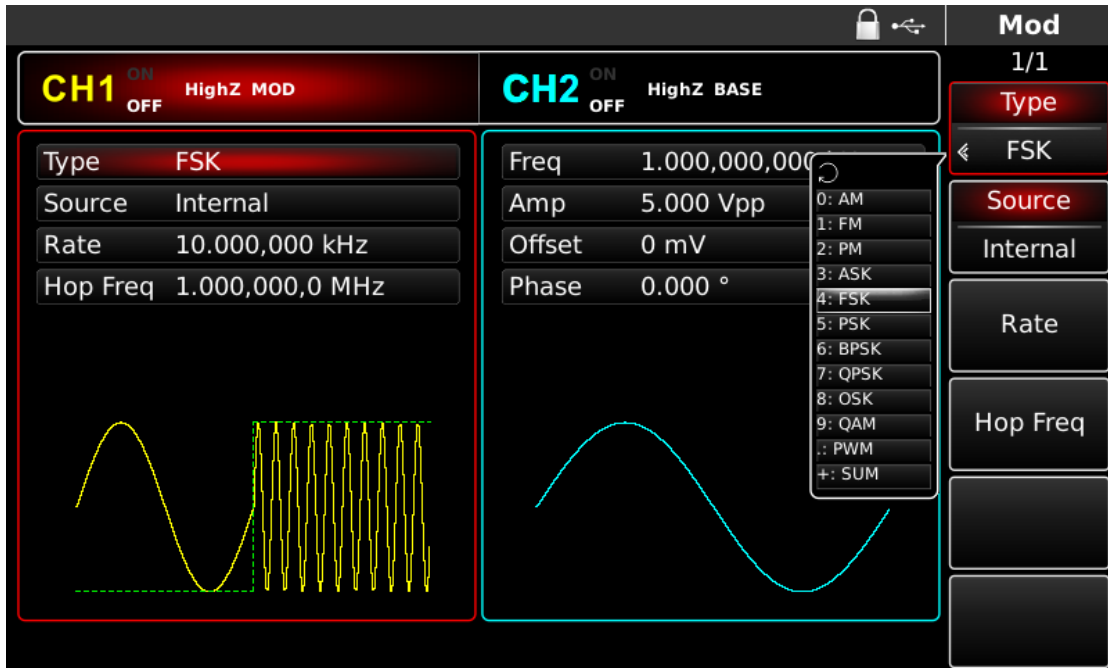 Mod
1/1
CH1 ON OFF HighZ MOD
CH2 ON OFF HighZ BASE
Type FSK
Source Internal
Rate 10.000,000 kHz
Hop Freq 1.000,000,0 MHz
Freq 1.000,000,000
Amp 5.000 Vpp
Offset 0 mV
Phase 0.000 °
0: AM
1: FM
2: PM
3: ASK
4: FSK
5: PSK
6: BPSK
7: QPSK
8: OSK
9: QAM
.: PWM
+: SUM
Type
FSK
Source
Internal
Rate
Hop Freq